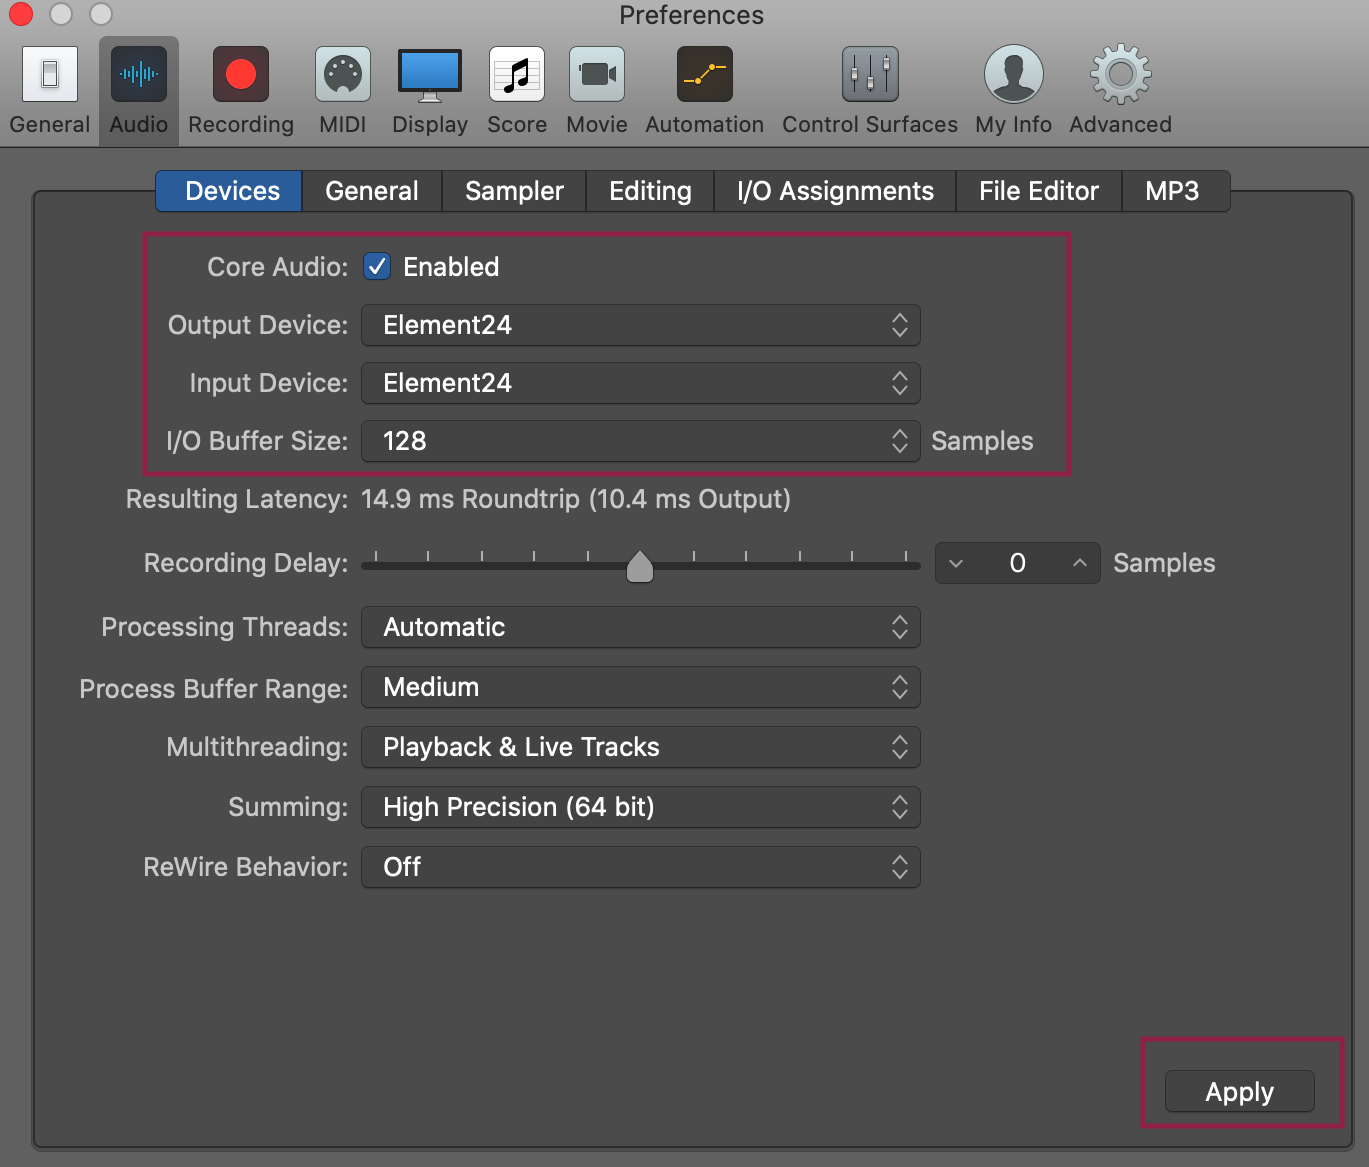 Preferences
General Audio Recording MIDI Display Score Movie Automation Control Surfaces My Info Advanced
Devices General Sampler Editing I/O Assignments File Editor MP3
Core Audio: Enabled
Output Device: Element24
Input Device: Element24
I/O Buffer Size: 128 Samples
Resulting Latency: 14.9 ms Roundtrip (10.4 ms Output)
Recording Delay: 0 Samples
Processing Threads: Automatic
Process Buffer Range: Medium
Multithreading: Playback & Live Tracks
Summing: High Precision (64 bit)
ReWire Behavior: Off
Apply